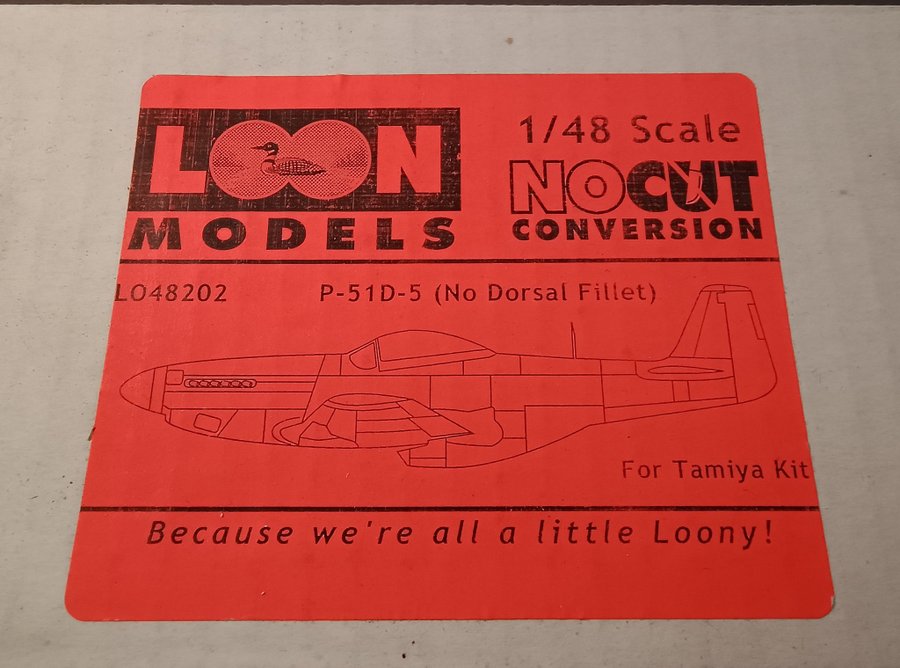 LOON
MODELS
1/48 Scale
NOCUT
CONVERSION
LO48202
P-51D-5 (No Dorsal Fillet)
For Tamiya Kit
Because we're all a little Loony!